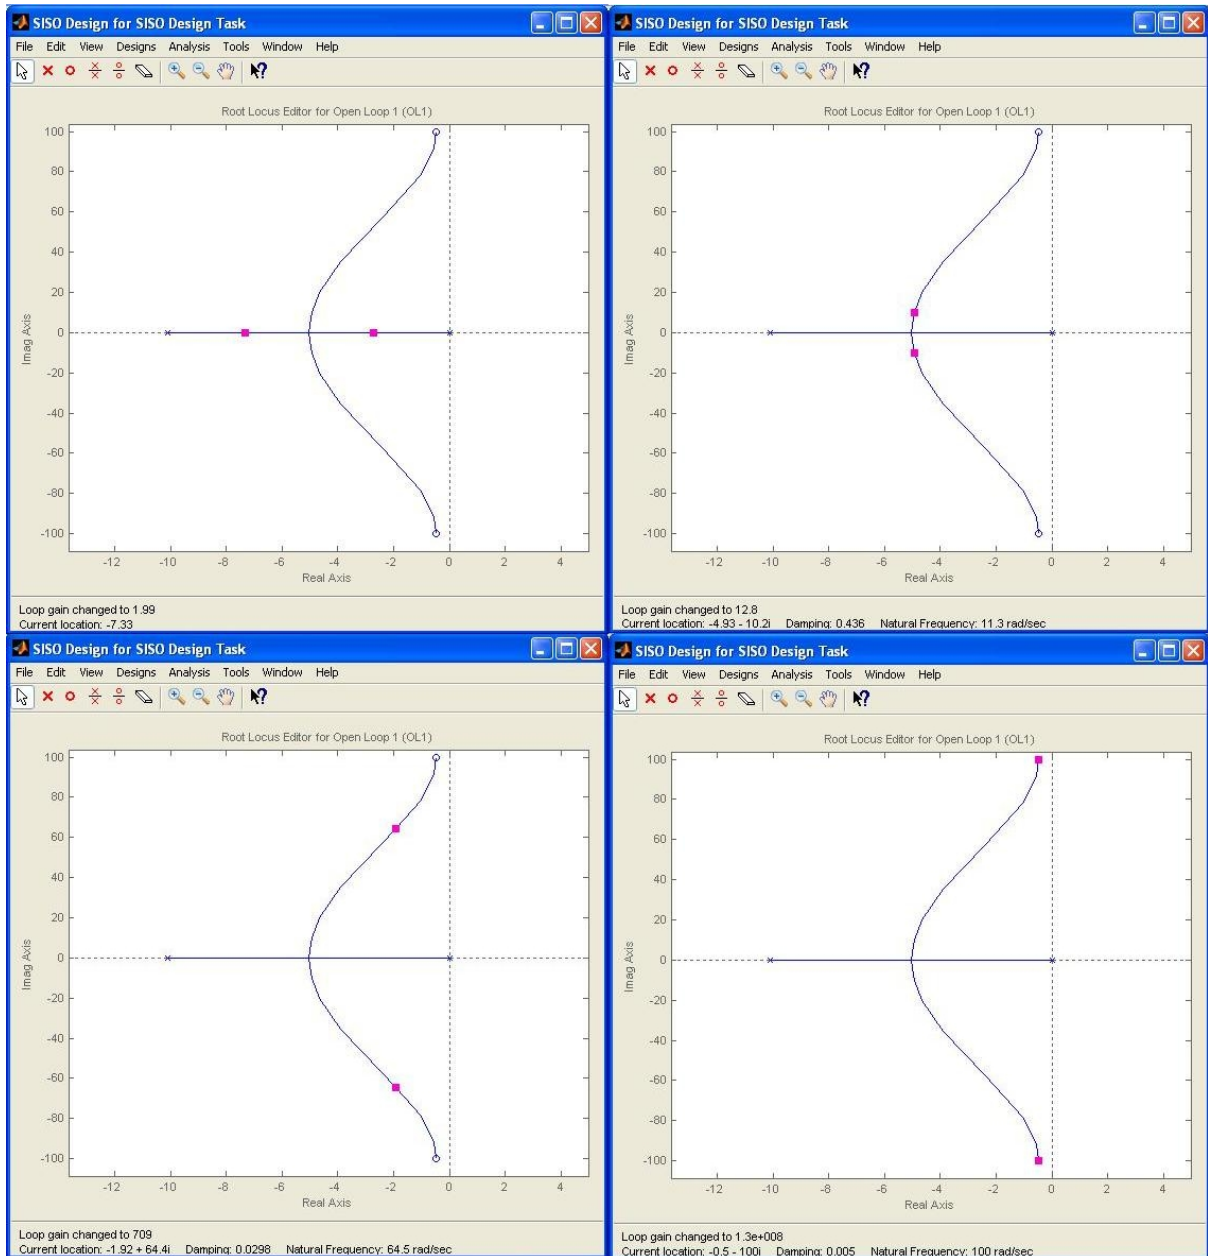 SISO Design for SISO Design Task
File Edit View Designs Analysis Tools Window Help
Root Locus Editor for Open Loop 1 (OL1)
100
80
60
40
20
0
-20
-40
-60
-80
-100
Imag Axis
-12 -10 -8 -6 -4 -2 0 2 4
Real Axis
Loop gain changed to 1.99
Current location: -7.33
SISO Design for SISO Design Task
File Edit View Designs Analysis Tools Window Help
Root Locus Editor for Open Loop 1 (OL1)
100
80
60
40
20
0
-20
-40
-60
-80
-100
Imag Axis
-12 -10 -8 -6 -4 -2 0 2 4
Real Axis
Loop gain changed to 12.8
Current location: -4.93 - 10.2i Damping: 0.436 Natural Frequency: 11.3 rad/sec
SISO Design for SISO Design Task
File Edit View Designs Analysis Tools Window Help
Root Locus Editor for Open Loop 1 (OL1)
100
80
60
40
20
0
-20
-40
-60
-80
-100
Imag Axis
-12 -10 -8 -6 -4 -2 0 2 4
Real Axis
Loop gain changed to 709
Current location: -1.92 + 64.4i Damping: 0.0298 Natural Frequency: 64.5 rad/sec
SISO Design for SISO Design Task
File Edit View Designs Analysis Tools Window Help
Root Locus Editor for Open Loop 1 (OL1)
100
80
60
40
20
0
-20
-40
-60
-80
-100
Imag Axis
-12 -10 -8 -6 -4 -2 0 2 4
Real Axis
Loop gain changed to 1.3e+008
Current location: -0.5 - 100i Damping: 0.005 Natural Frequency: 100 rad/sec